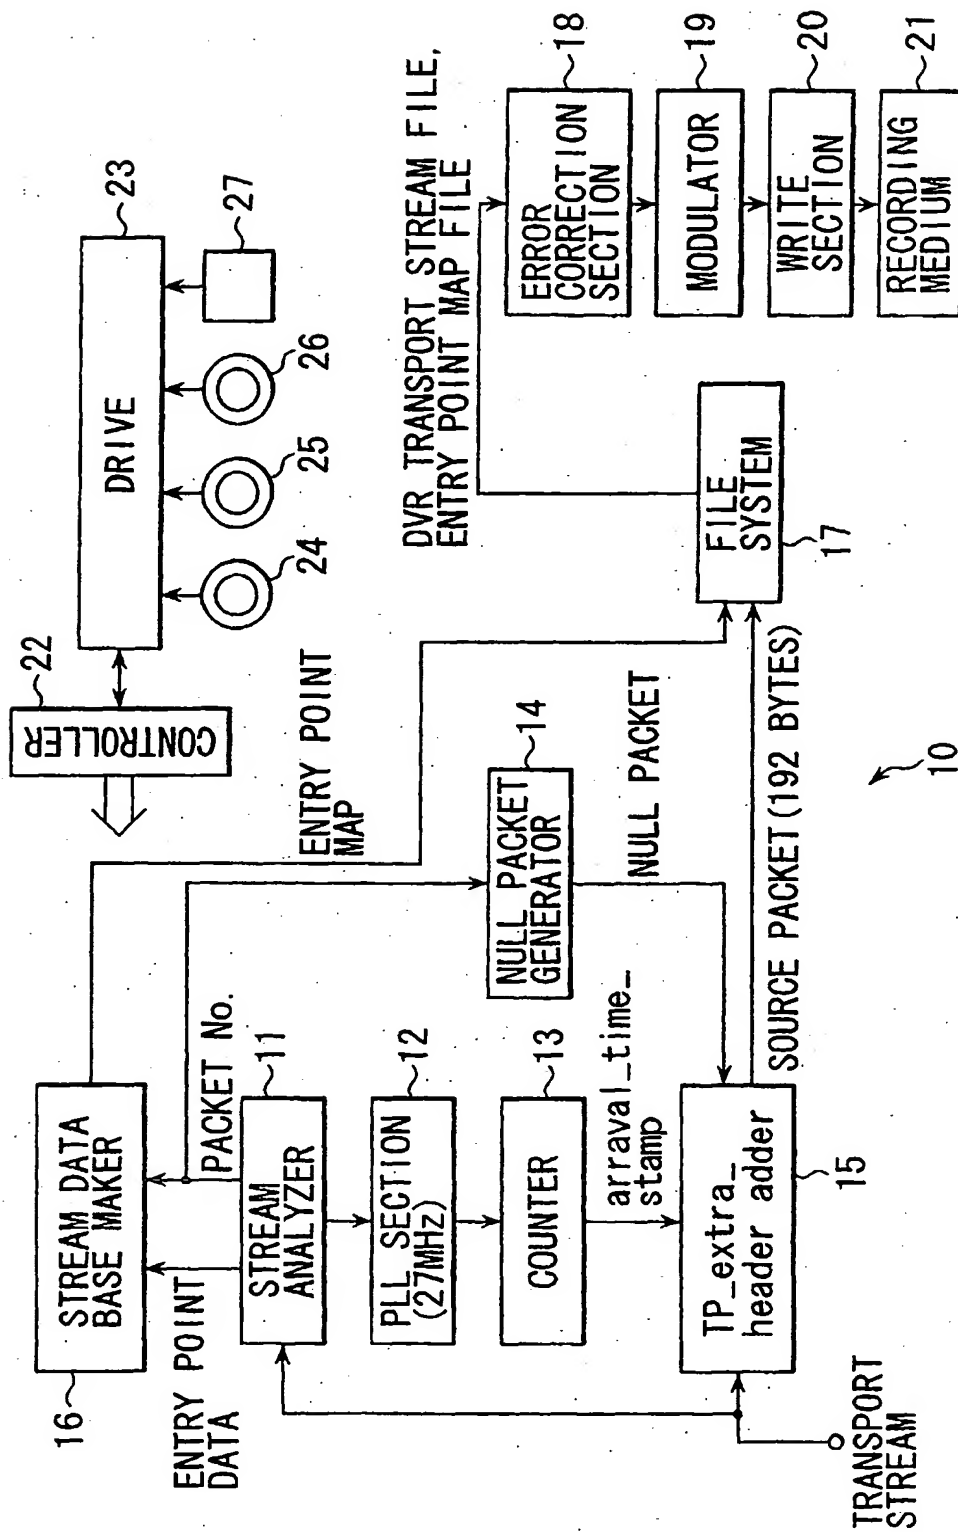 16
STREAM DATA
BASE MAKER
ENTRY POINT
DATA
PACKET No.
STREAM
ANALYZER
11
PLL SECTION
(27MHz)
12
COUNTER
13
arraval_time_
stamp
TP_extra_
header adder
15
TRANSPORT
STREAM
CONTROLLER
22
DRIVE
23
24
25
26
27
ENTRY POINT
MAP
NULL PACKET
GENERATOR
14
NULL PACKET
SOURCE PACKET(192 BYTES)
10
FILE
SYSTEM
17
DVR TRANSPORT STREAM FILE,
ENTRY POINT MAP FILE
ERROR
CORRECTION
SECTION
18
MODULATOR
19
WRITE
SECTION
20
RECORDING
MEDIUM
21